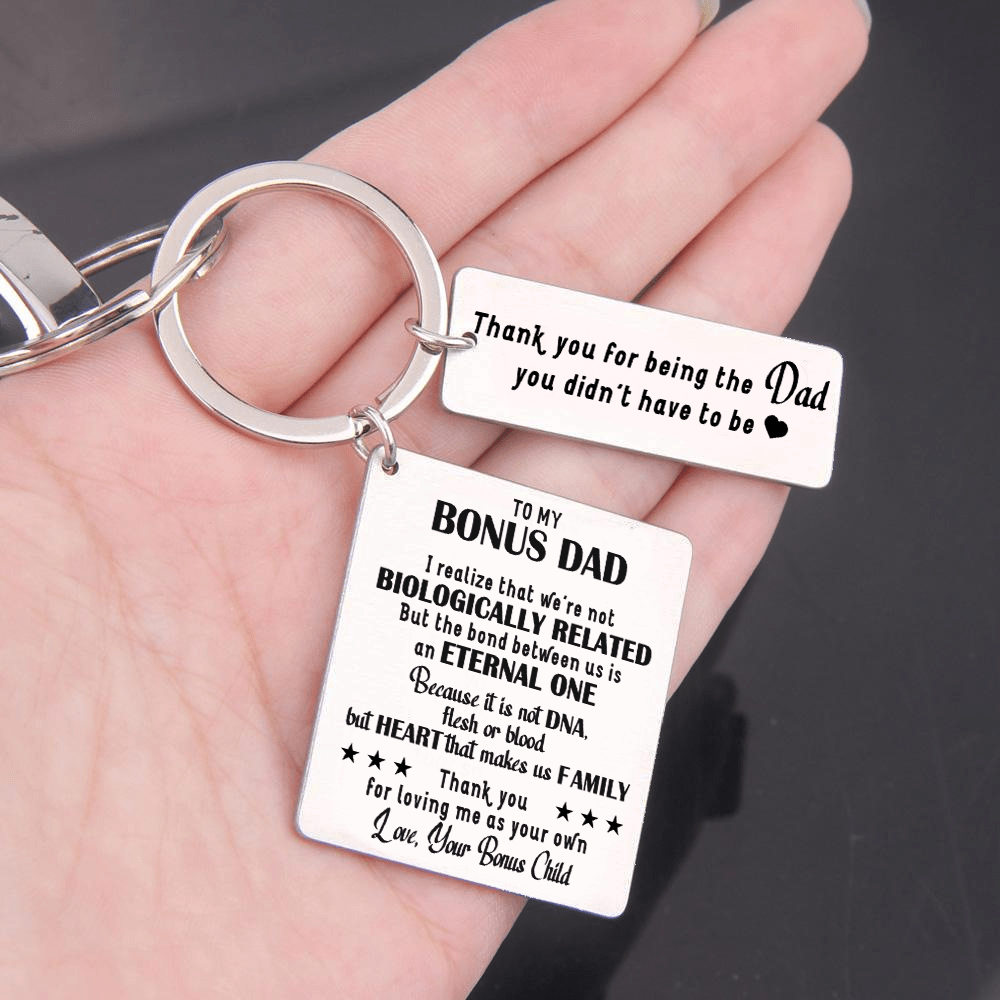 Thank you for being the Dad
you didn't have to be
TO MY
BONUS DAD
I realize that we're not
BIOLOGICALLY RELATED
But the bond between us is
an ETERNAL ONE
Because it is not DNA,
flesh or blood
but HEART that makes us FAMILY
Thank you
for loving me as your own
Love, Your Bonus Child